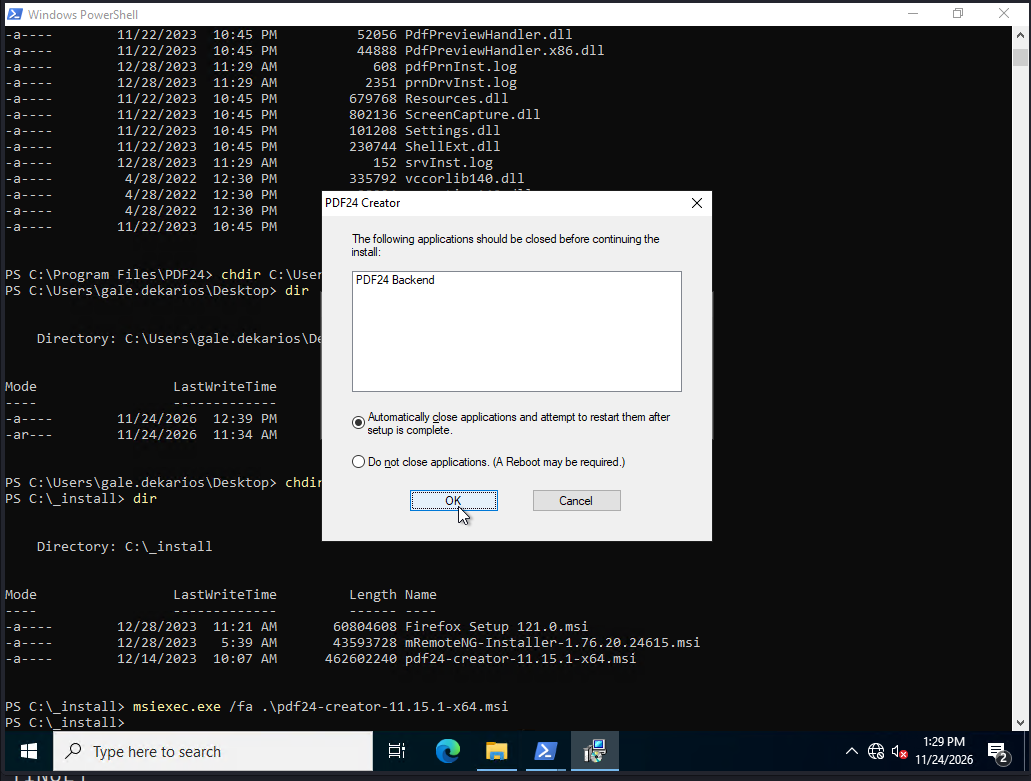 Windows PowerShell
-a---- 11/22/2023 10:45 PM 52056 PdfPreviewHandler.dll
-a---- 11/22/2023 10:45 PM 44888 PdfPreviewHandler.x86.dll
-a---- 12/28/2023 11:29 AM 608 pdfPrnInst.log
-a---- 12/28/2023 11:29 AM 2351 prnDrvInst.log
-a---- 11/22/2023 10:45 PM 679768 Resources.dll
-a---- 11/22/2023 10:45 PM 802136 ScreenCapture.dll
-a---- 11/22/2023 10:45 PM 101208 Settings.dll
-a---- 11/22/2023 10:45 PM 230744 ShellExt.dll
-a---- 12/28/2023 11:29 AM 152 srvInst.log
-a---- 4/28/2022 12:30 PM 335792 vccorlib140.dll
-a---- 4/28/2022 12:30 PM
-a---- 4/28/2022 12:30 PM
-a---- 11/22/2023 10:45 PM
PS C:\Program Files\PDF24> chdir C:\User
PS C:\Users\gale.dekarios\Desktop> dir
Directory: C:\Users\gale.dekarios\De
Mode LastWriteTime
---- -------------
-a---- 11/24/2026 12:39 PM
-ar--- 11/24/2026 11:34 AM
PS C:\Users\gale.dekarios\Desktop> chdir
PS C:\_install> dir
Directory: C:\_install
Mode LastWriteTime Length Name
---- ------------- ------ ----
-a---- 12/28/2023 11:21 AM 60804608 Firefox Setup 121.0.msi
-a---- 12/28/2023 5:39 AM 43593728 mRemoteNG-Installer-1.76.20.24615.msi
-a---- 12/14/2023 10:07 AM 462602240 pdf24-creator-11.15.1-x64.msi
PS C:\_install> msiexec.exe /fa .\pdf24-creator-11.15.1-x64.msi
PS C:\_install>
PDF24 Creator
The following applications should be closed before continuing the
install:
PDF24 Backend
Automatically close applications and attempt to restart them after
setup is complete.
Do not close applications. (A Reboot may be required.)
OK Cancel
Type here to search
1:29 PM
11/24/2026
2